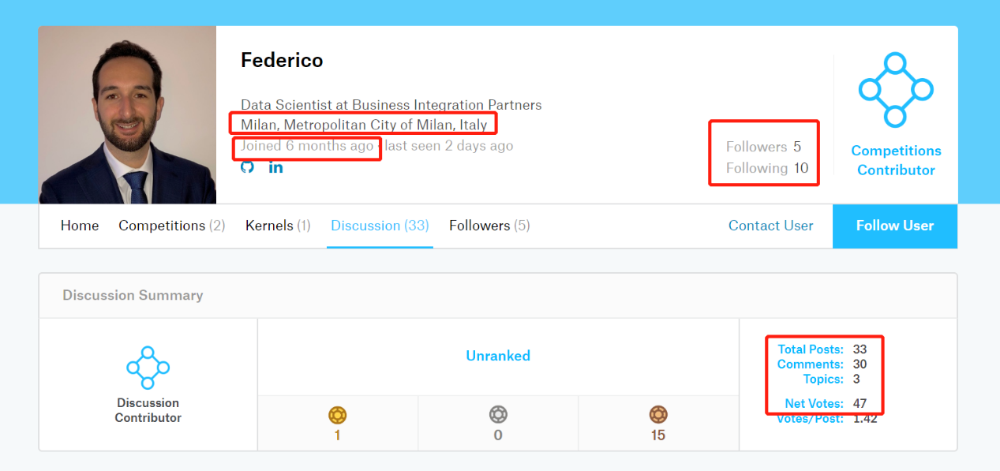 Federico
Data Scientist at Business Integration Partners
Milan, Metropolitan City of Milan, Italy
Joined 6 months ago · last seen 2 days ago
in
Followers 5
Following 10
Competitions
Contributor
Home Competitions (2) Kernels (1) Discussion (33) Followers (5) Contact User Follow User
Discussion Summary
Discussion
Contributor
Unranked
1 0 15
Total Posts: 33
Comments: 30
Topics: 3
Net Votes: 47
Votes/Post: 1.42